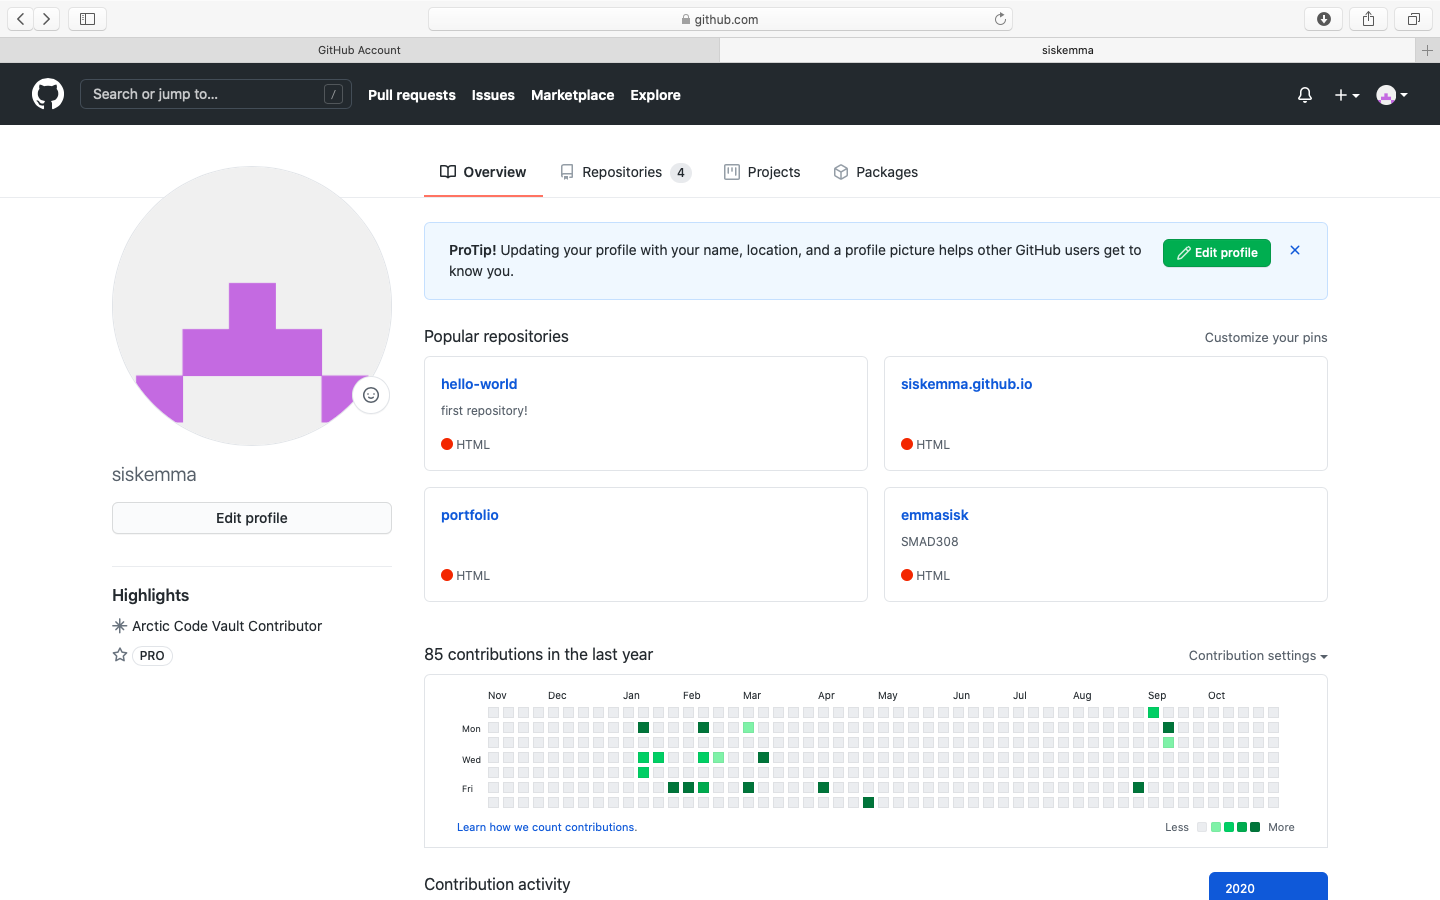 github.com
GitHub Account
siskemma
Search or jump to...
/
Pull requests
Issues
Marketplace
Explore
Overview
Repositories 4
Projects
Packages
ProTip! Updating your profile with your name, location, and a profile picture helps other GitHub users get to
know you.
Edit profile
Popular repositories
Customize your pins
hello-world
first repository!
HTML
siskemma.github.io
HTML
portfolio
HTML
emmasisk
SMAD308
HTML
siskemma
Edit profile
Highlights
Arctic Code Vault Contributor
PRO
85 contributions in the last year
Contribution settings
Nov Dec Jan Feb Mar Apr May Jun Jul Aug Sep Oct
Mon
Wed
Fri
Learn how we count contributions.
Less More
Contribution activity
2020